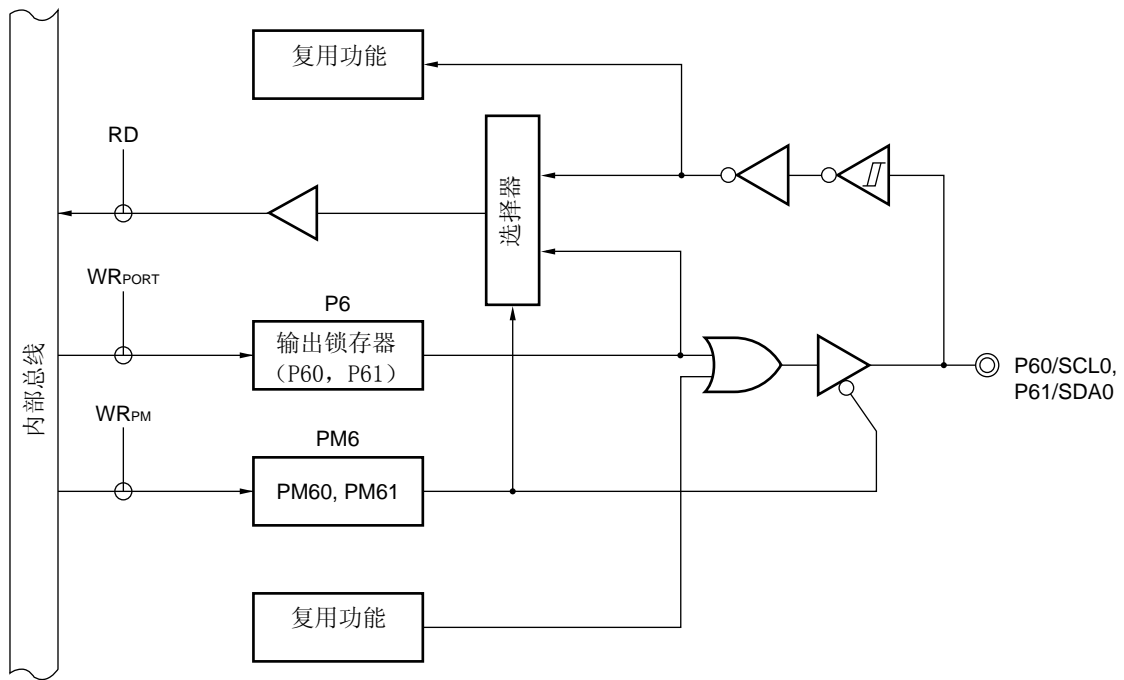 复用功能
RD
选择器
WRPORT
P6
输出锁存器
（P60，P61）
内部总线
WRPM
PM6
PM60, PM61
P60/SCL0,
P61/SDA0
复用功能